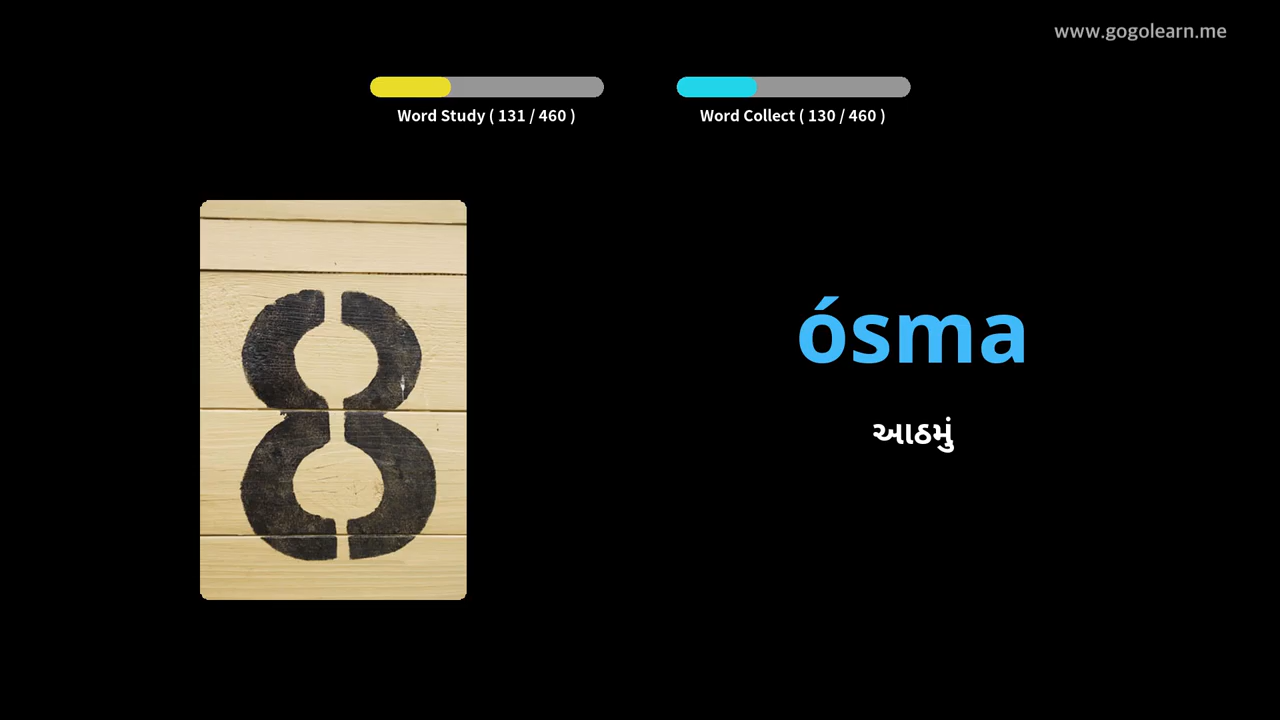 www.gogolearn.me
Word Study ( 131 / 460 )
Word Collect ( 130 / 460 )
8
ósma
આઠમું